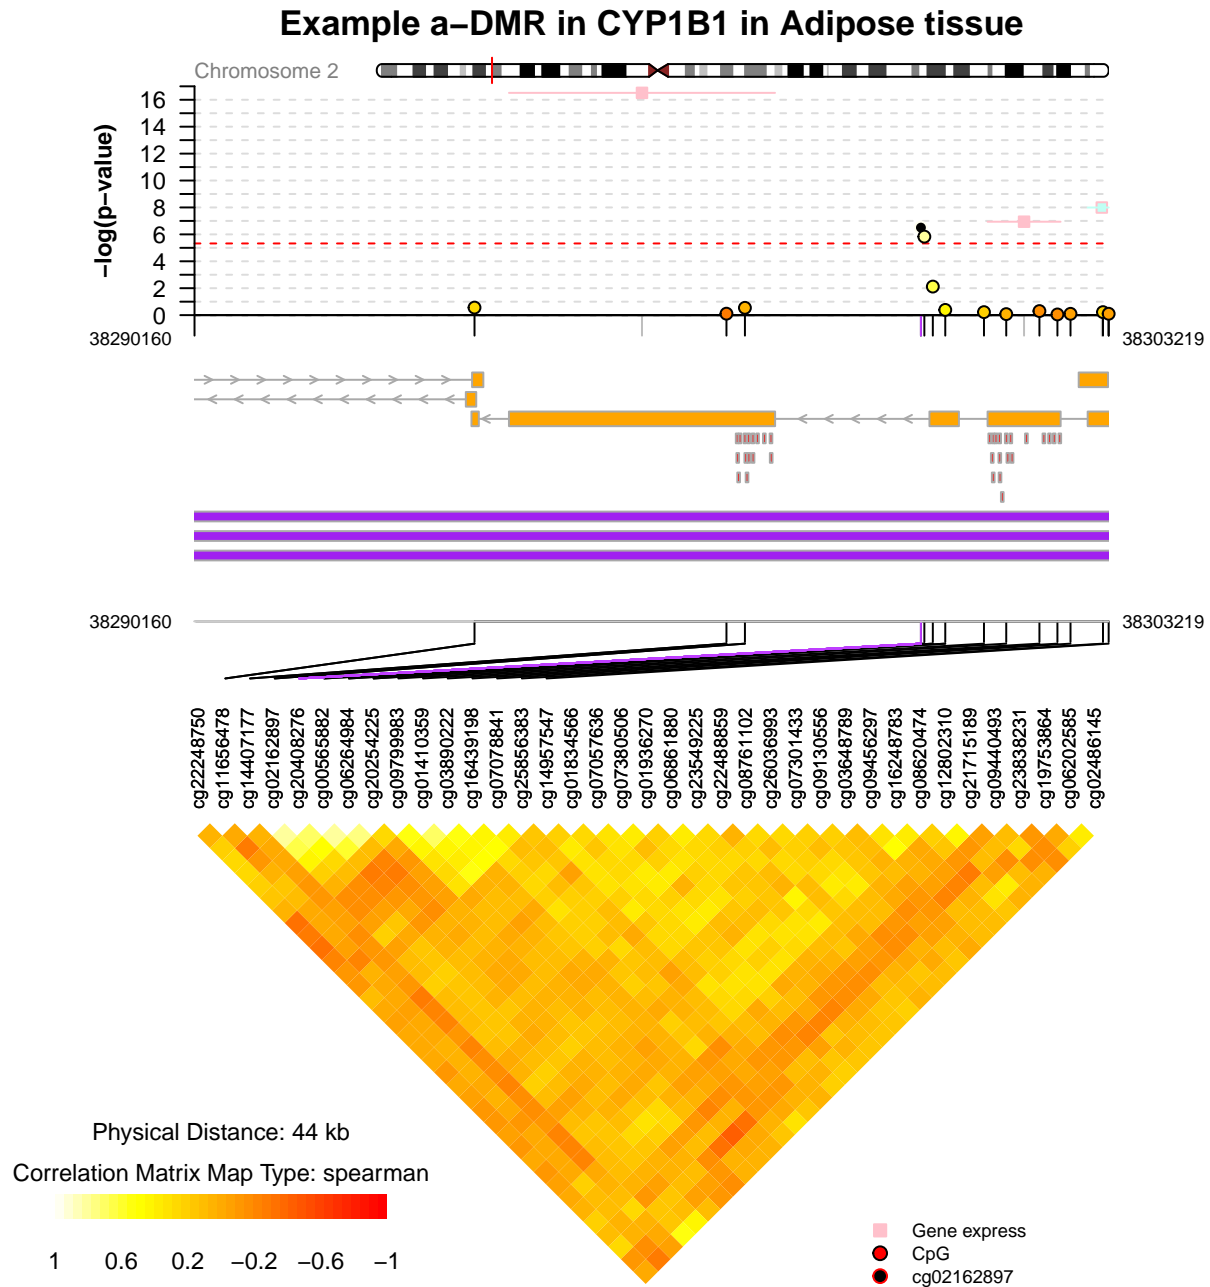 Example a−DMR in CYP1B1 in Adipose tissue
Chromosome 2
−log(p−value)
16
14
12
10
8
6
4
2
0
38290160
38303219
38290160
38303219
cg22248750
cg11656478
cg14407177
cg02162897
cg20408276
cg00565882
cg06264984
cg20254225
cg09799983
cg01410359
cg03890222
cg16439198
cg07078841
cg25856383
cg14957547
cg01834566
cg07057636
cg07380506
cg01936270
cg06861880
cg23549225
cg22488859
cg08761102
cg26036993
cg07301433
cg09130556
cg03648789
cg09456297
cg16248783
cg08620474
cg12802310
cg21715189
cg09440493
cg23838231
cg19753864
cg06202585
cg02486145
Physical Distance: 44 kb
Correlation Matrix Map Type: spearman
1 0.6 0.2 −0.2 −0.6 −1
Gene express
CpG
cg02162897